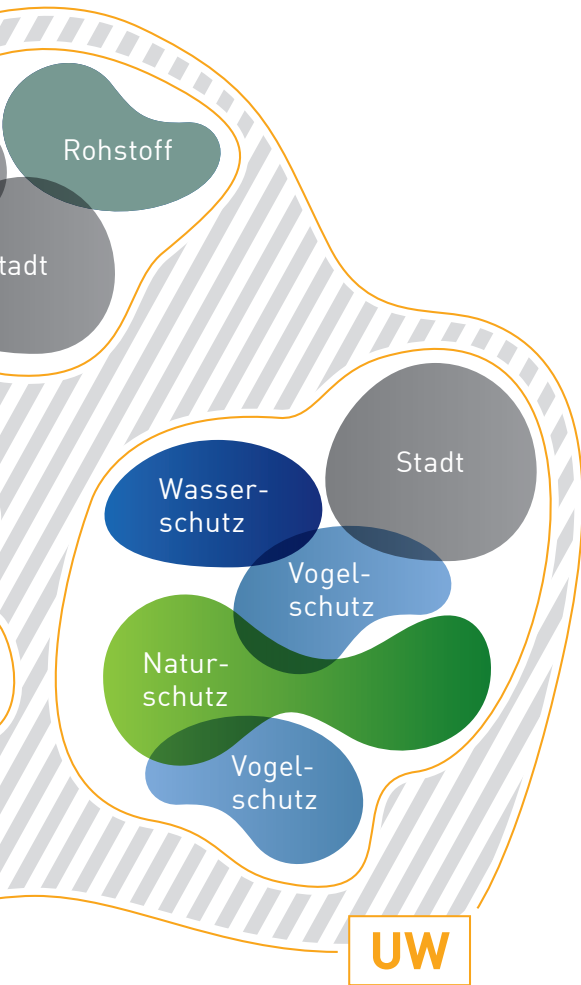 Rohstoff
tadt
Stadt
Wasser-
schutz
Vogel-
schutz
Natur-
schutz
Vogel-
schutz
UW